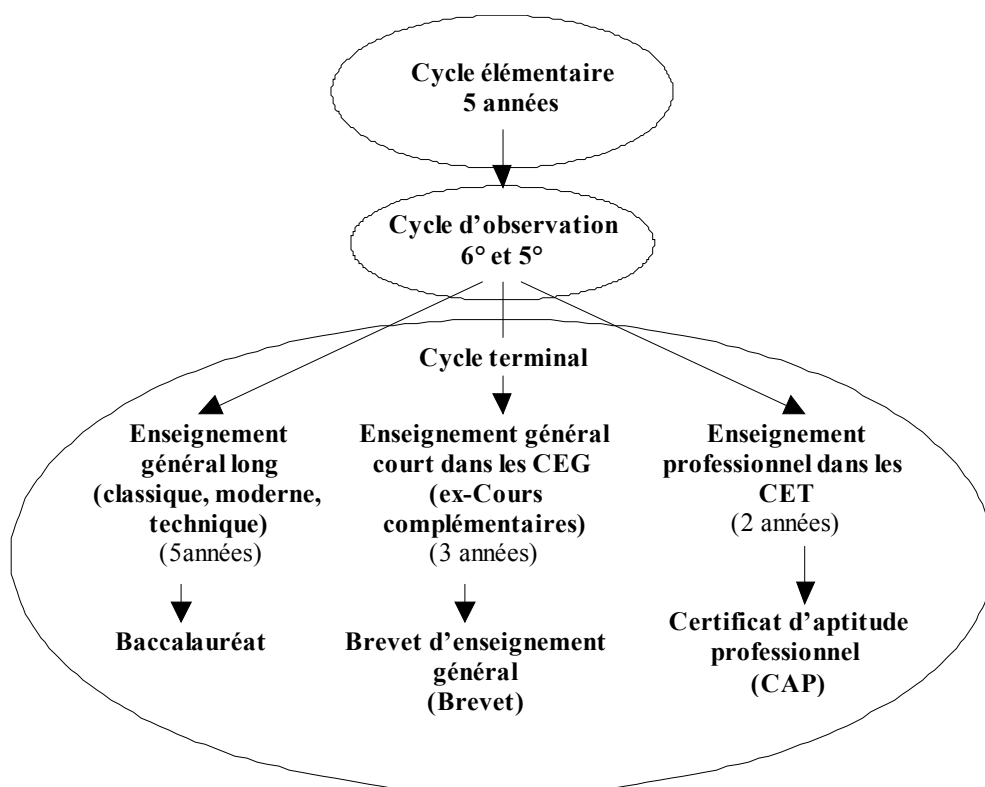 Cycle élémentaire
5 années
Cycle d'observation
6° et 5°
Cycle terminal
Enseignement
général long
(classique, moderne,
technique)
(5années)
Baccalauréat
Enseignement général
court dans les CEG
(ex-Cours
complémentaires)
(3 années)
Brevet d'enseignement
général
(Brevet)
Enseignement
professionnel dans les
CET
(2 années)
Certificat d'aptitude
professionnel
(CAP)